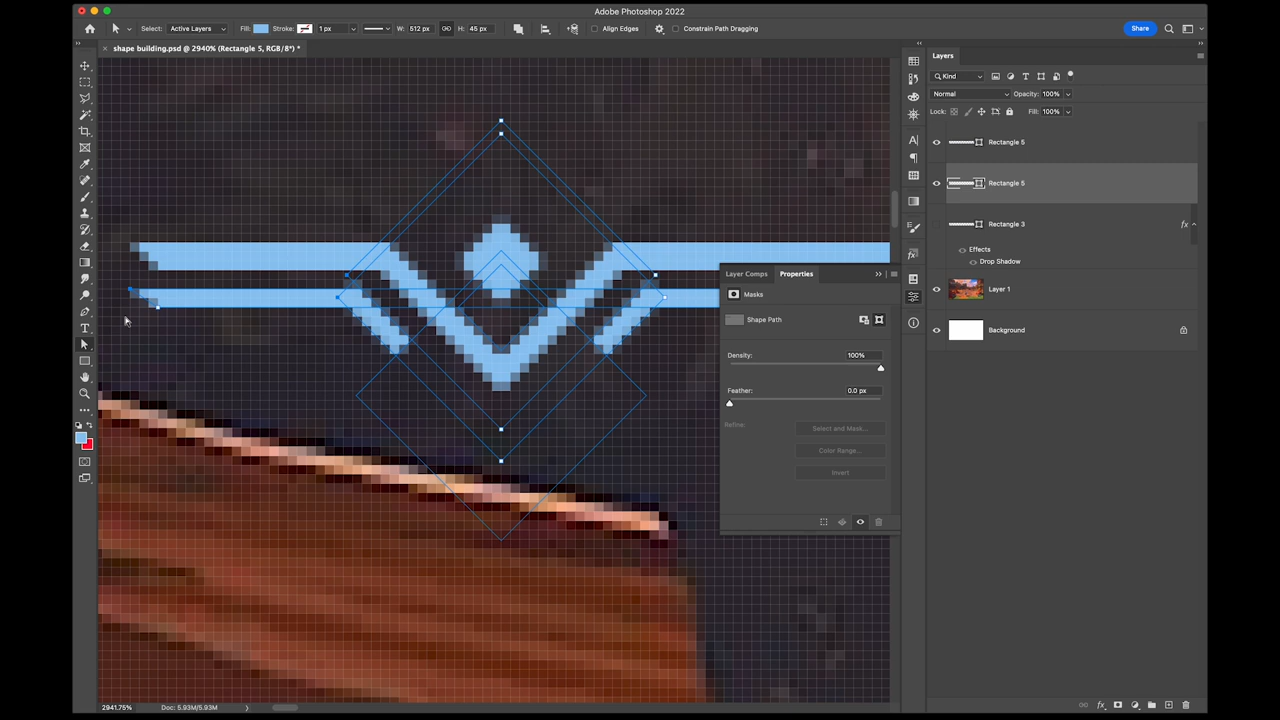 Adobe Photoshop 2022
Select: Active Layers Fill: Stroke: 1 px W: 512 px H: 45 px Align Edges Constrain Path Dragging Share
shape building.psd @ 2940% (Rectangle 5, RGB/8*) *
Layers
Kind
Normal Opacity: 100%
Lock: Fill: 100%
Rectangle 5
Rectangle 5
Rectangle 3 fx
Effects
Drop Shadow
Layer 1
Background
Layer Comps Properties
Masks
Shape Path
Density: 100%
Feather: 0.0 px
Refine: Select and Mask...
Color Range...
Invert
2941.75% Doc: 5.93M/5.93M